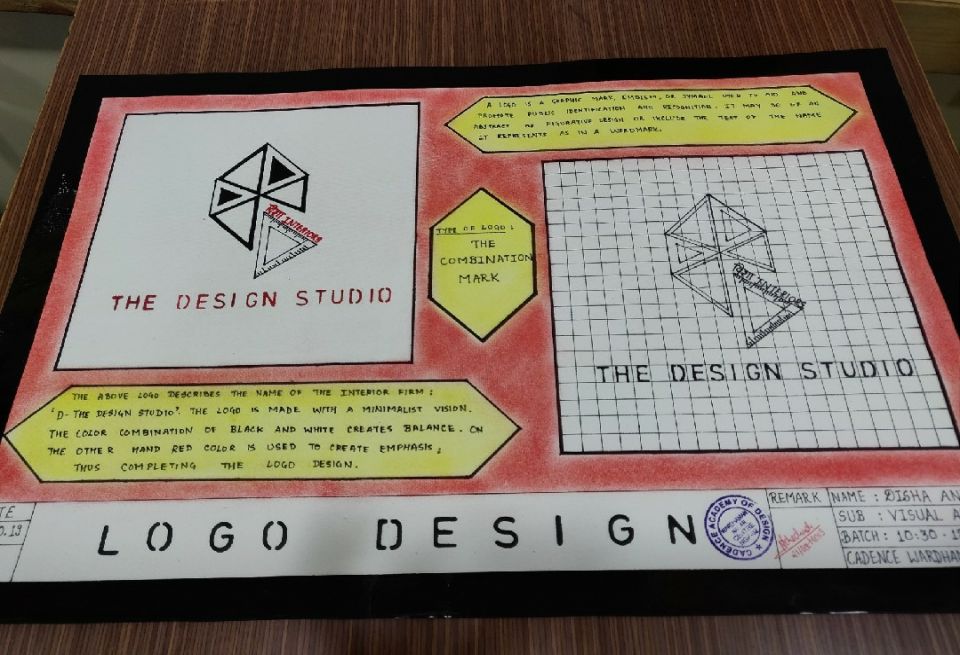 A LOGO IS A GRAPHIC MARK, EMBLEM, OR SYMBOL USED TO AID AND
PROMOTE PUBLIC IDENTIFICATION AND RECOGNITION. IT MAY BE OF AN
ABSTRACT OR FIGURATIVE DESIGN OR INCLUDE THE TEXT OF THE NAME
IT REPRESENTS AS IN A WORDMARK.
INTERIORS
THE DESIGN STUDIO
TYPE OF LOGO :
THE
COMBINATION
MARK
INTERIORS
THE DESIGN STUDIO
THE ABOVE LOGO DESCRIBES THE NAME OF THE INTERIOR FIRM :
'D- THE DESIGN STUDIO'. THE LOGO IS MADE WITH A MINIMALIST VISION.
THE COLOR COMBINATION OF BLACK AND WHITE CREATES BALANCE. ON
THE OTHER HAND RED COLOR IS USED TO CREATE EMPHASIS,
THUS COMPLETING THE LOGO DESIGN.
LOGO DESIGN
CADENCE ACADEMY OF DESIGN
REMARK
NAME : DISHA AN
SUB : VISUAL A
BATCH : 10:30 - 1
CADENCE WARDHAM